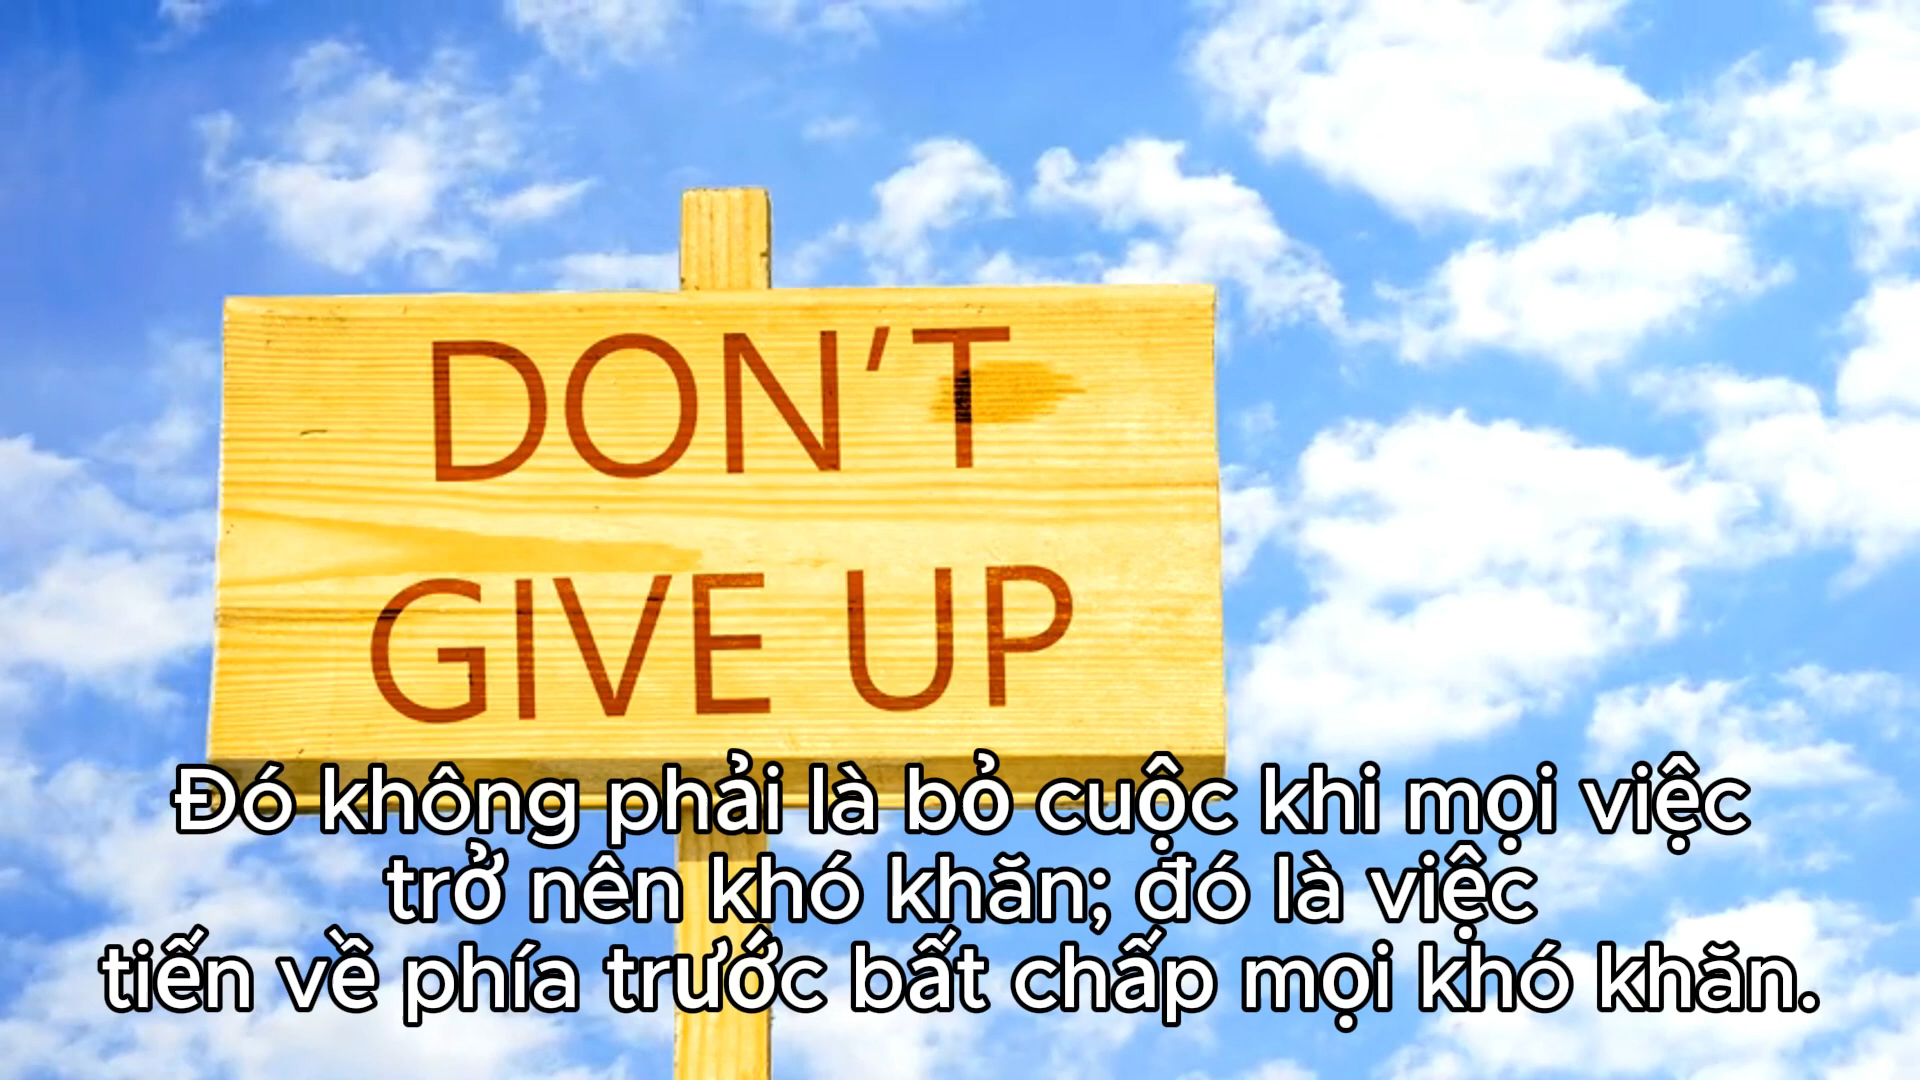 DON'T
GIVE UP
Đó không phải là bỏ cuộc khi mọi việc
trở nên khó khăn; đó là việc
tiến về phía trước bất chấp mọi khó khăn.